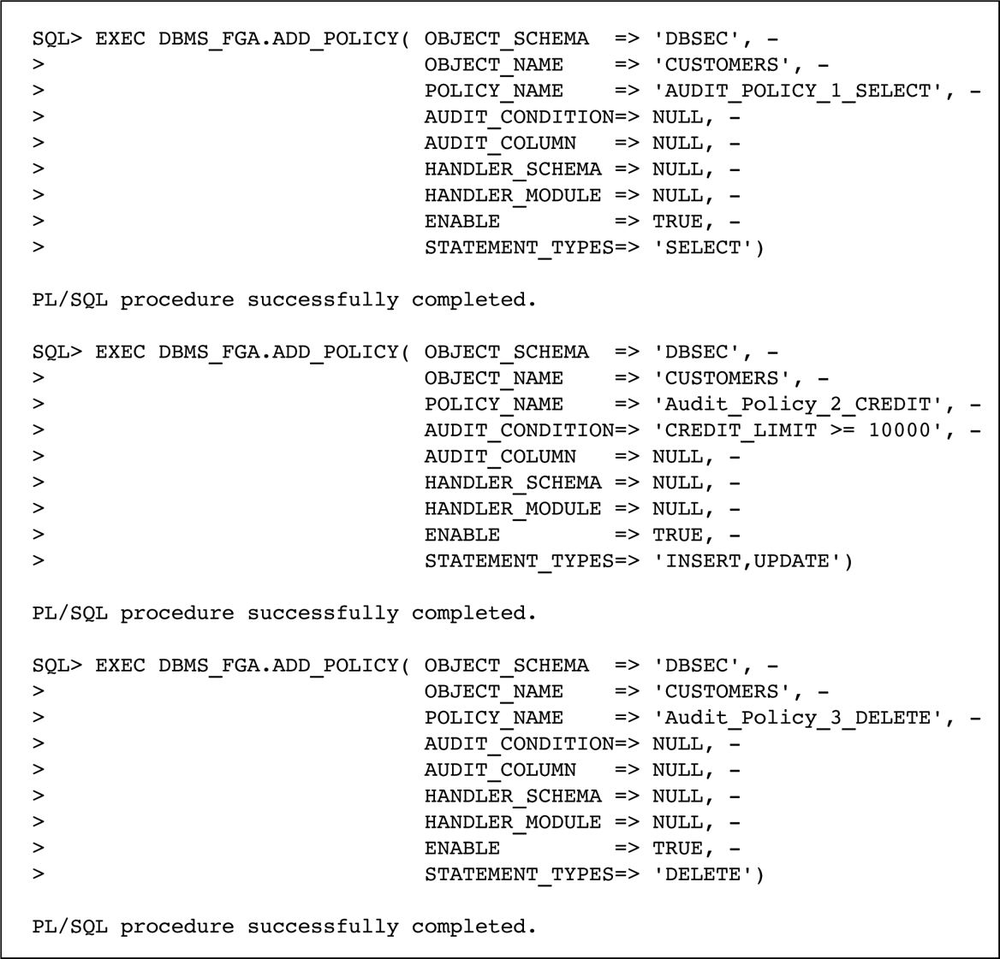 SQL> EXEC DBMS_FGA.ADD_POLICY( OBJECT_SCHEMA  => 'DBSEC', -
>                              OBJECT_NAME    => 'CUSTOMERS', -
>                              POLICY_NAME    => 'AUDIT_POLICY_1_SELECT', -
>                              AUDIT_CONDITION=> NULL, -
>                              AUDIT_COLUMN   => NULL, -
>                              HANDLER_SCHEMA => NULL, -
>                              HANDLER_MODULE => NULL, -
>                              ENABLE         => TRUE, -
>                              STATEMENT_TYPES=> 'SELECT')
PL/SQL procedure successfully completed.
SQL> EXEC DBMS_FGA.ADD_POLICY( OBJECT_SCHEMA  => 'DBSEC', -
>                              OBJECT_NAME    => 'CUSTOMERS', -
>                              POLICY_NAME    => 'Audit_Policy_2_CREDIT', -
>                              AUDIT_CONDITION=> 'CREDIT_LIMIT >= 10000', -
>                              AUDIT_COLUMN   => NULL, -
>                              HANDLER_SCHEMA => NULL, -
>                              HANDLER_MODULE => NULL, -
>                              ENABLE         => TRUE, -
>                              STATEMENT_TYPES=> 'INSERT,UPDATE')
PL/SQL procedure successfully completed.
SQL> EXEC DBMS_FGA.ADD_POLICY( OBJECT_SCHEMA  => 'DBSEC', -
>                              OBJECT_NAME    => 'CUSTOMERS', -
>                              POLICY_NAME    => 'Audit_Policy_3_DELETE', -
>                              AUDIT_CONDITION=> NULL, -
>                              AUDIT_COLUMN   => NULL, -
>                              HANDLER_SCHEMA => NULL, -
>                              HANDLER_MODULE => NULL, -
>                              ENABLE         => TRUE, -
>                              STATEMENT_TYPES=> 'DELETE')
PL/SQL procedure successfully completed.